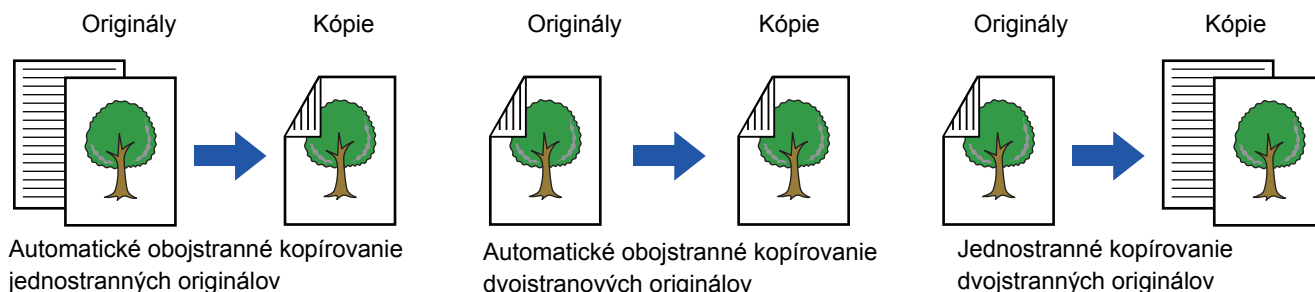 Originály
Kópie
Originály
Kópie
Originály
Kópie
Automatické obojstranné kopírovanie
jednostranných originálov
Automatické obojstranné kopírovanie
dvojstranových originálov
Jednostranné kopírovanie
dvojstranných originálov